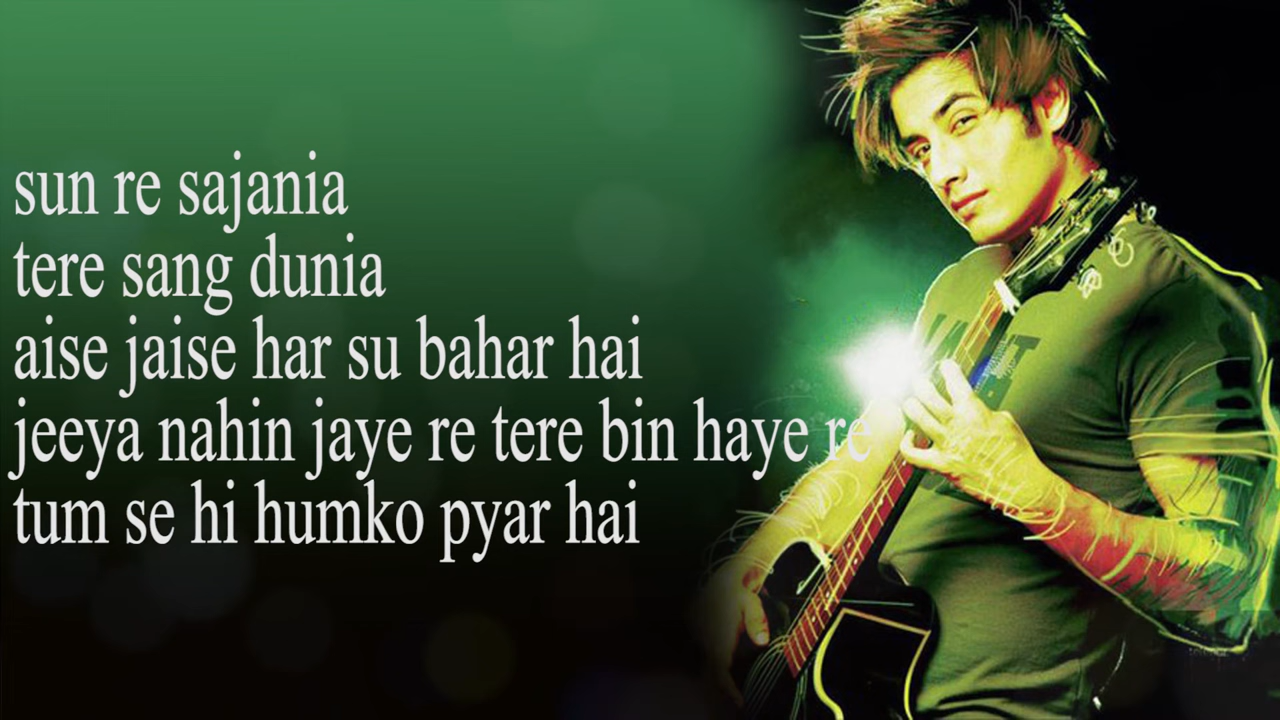 sun re sajania
tere sang dunia
aise jaise har su bahar hai
jeeya nahin jaye re tere bin haye re
tum se hi humko pyar hai